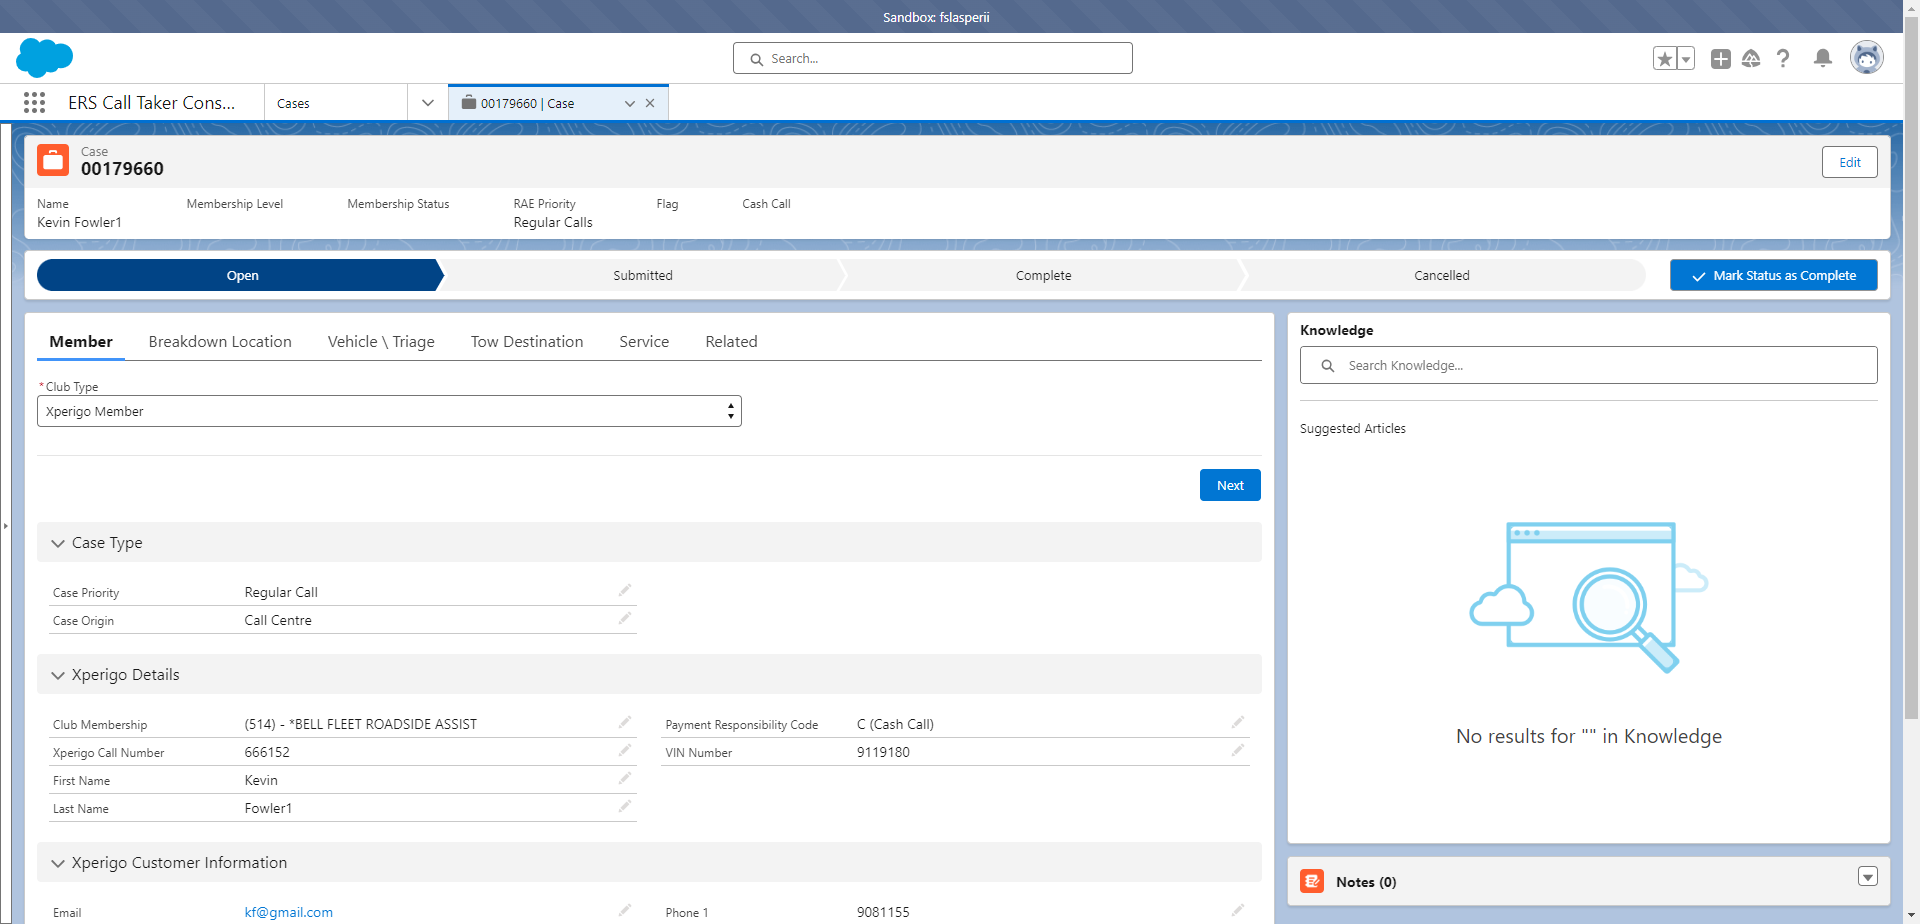 Sandbox: fslasperii
Search...
ERS Call Taker Cons...
Cases
00179660 | Case
Case
00179660
Edit
Name
Membership Level
Membership Status
RAE Priority
Flag
Cash Call
Kevin Fowler1
Regular Calls
Open
Submitted
Complete
Cancelled
Mark Status as Complete
Member
Breakdown Location
Vehicle \ Triage
Tow Destination
Service
Related
*Club Type
Xperigo Member
Next
Case Type
Case Priority
Regular Call
Case Origin
Call Centre
Xperigo Details
Club Membership
(514) - *BELL FLEET ROADSIDE ASSIST
Payment Responsibility Code
C (Cash Call)
Xperigo Call Number
666152
VIN Number
9119180
First Name
Kevin
Last Name
Fowler1
Xperigo Customer Information
Email
kf@gmail.com
Phone 1
9081155
Knowledge
Search Knowledge...
Suggested Articles
No results for "" in Knowledge
Notes (0)